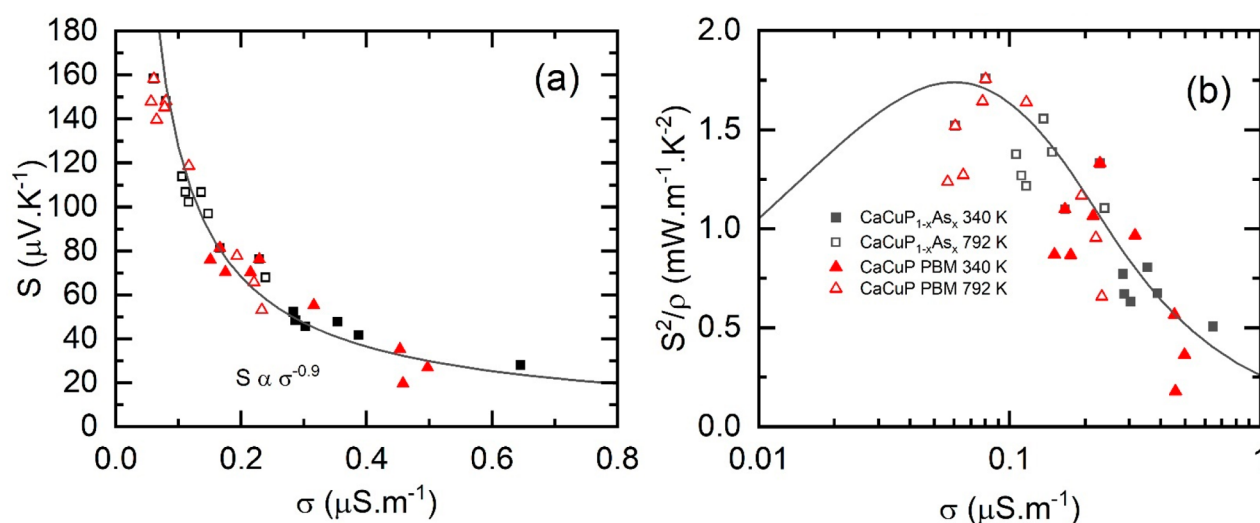 (a)
180
160
140
120
100
80
60
40
20
0
S (μV.K⁻¹)
S α σ⁻⁰·⁹
0.0 0.2 0.4 0.6 0.8
σ (μS.m⁻¹)
(b)
2.0
1.5
1.0
0.5
0.0
S²/ρ (mW.m⁻¹.K⁻²)
CaCuP₁₋ₓAsₓ 340 K
CaCuP₁₋ₓAsₓ 792 K
CaCuP PBM 340 K
CaCuP PBM 792 K
0.01 0.1 1
σ (μS.m⁻¹)